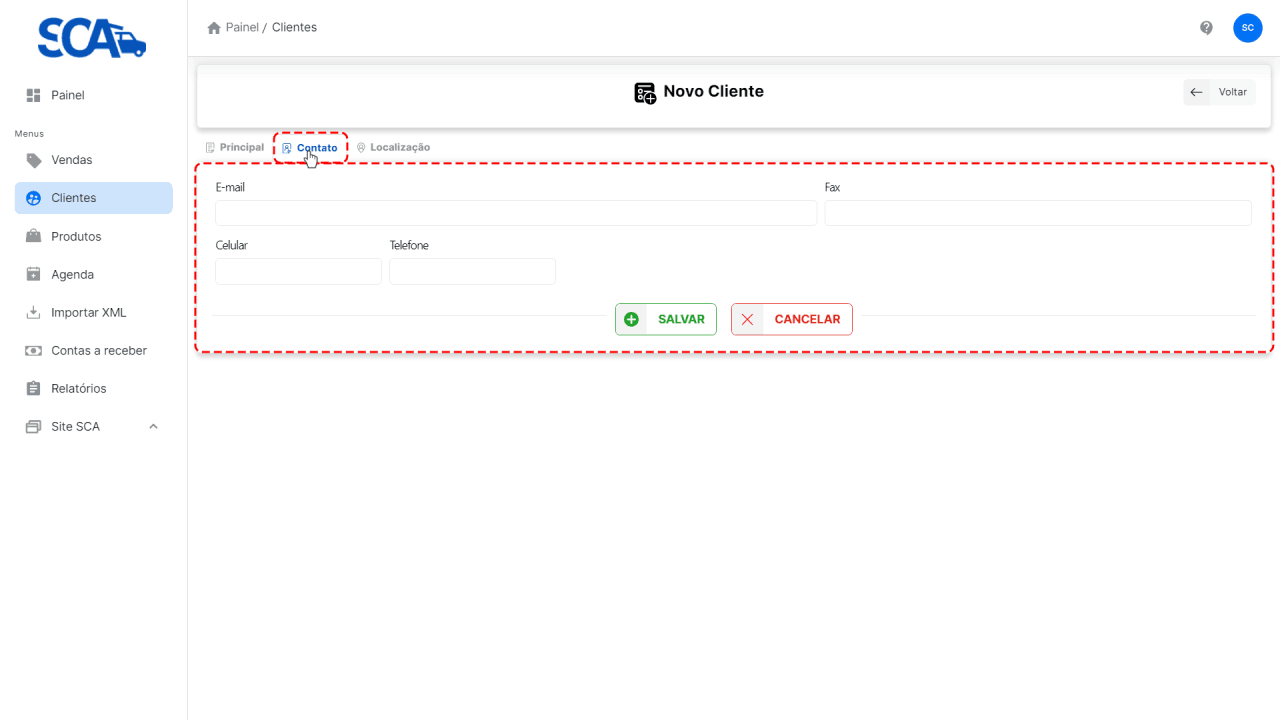 SCA
Painel / Clientes
SC
Painel
Menus
Vendas
Clientes
Produtos
Agenda
Importar XML
Contas a receber
Relatórios
Site SCA
Novo Cliente
Voltar
Principal
Contato
Localização
E-mail
Fax
Celular
Telefone
SALVAR
CANCELAR